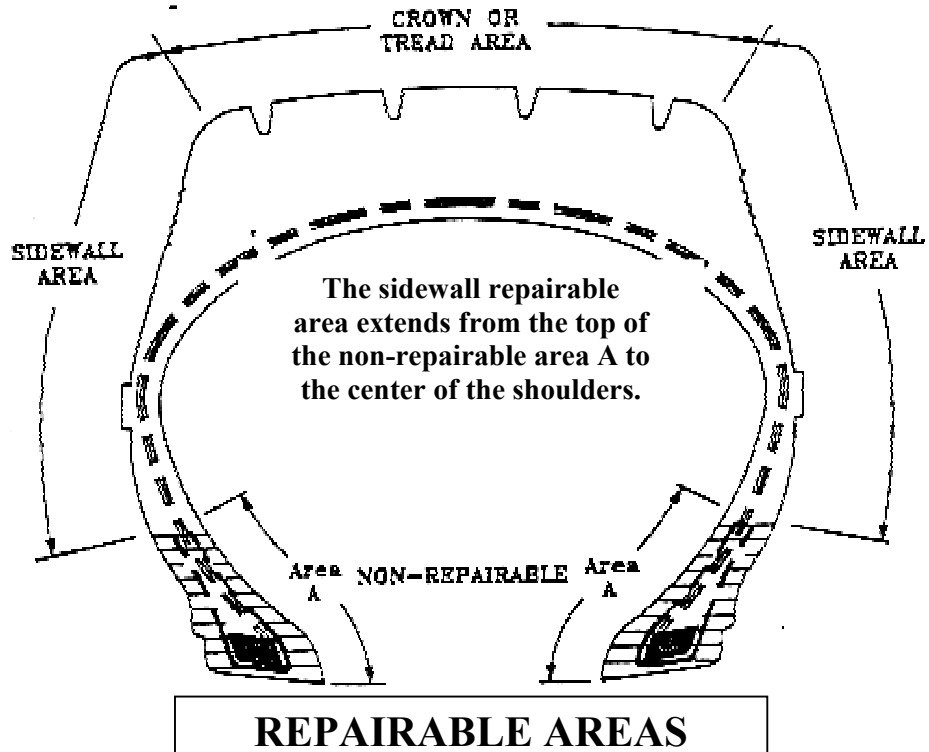 CROWN OR
TREAD AREA
SIDEWALL
AREA
SIDEWALL
AREA
The sidewall repairable
area extends from the top of
the non-repairable area A to
the center of the shoulders.
Area
A
NON-REPAIRABLE
Area
A
REPAIRABLE AREAS